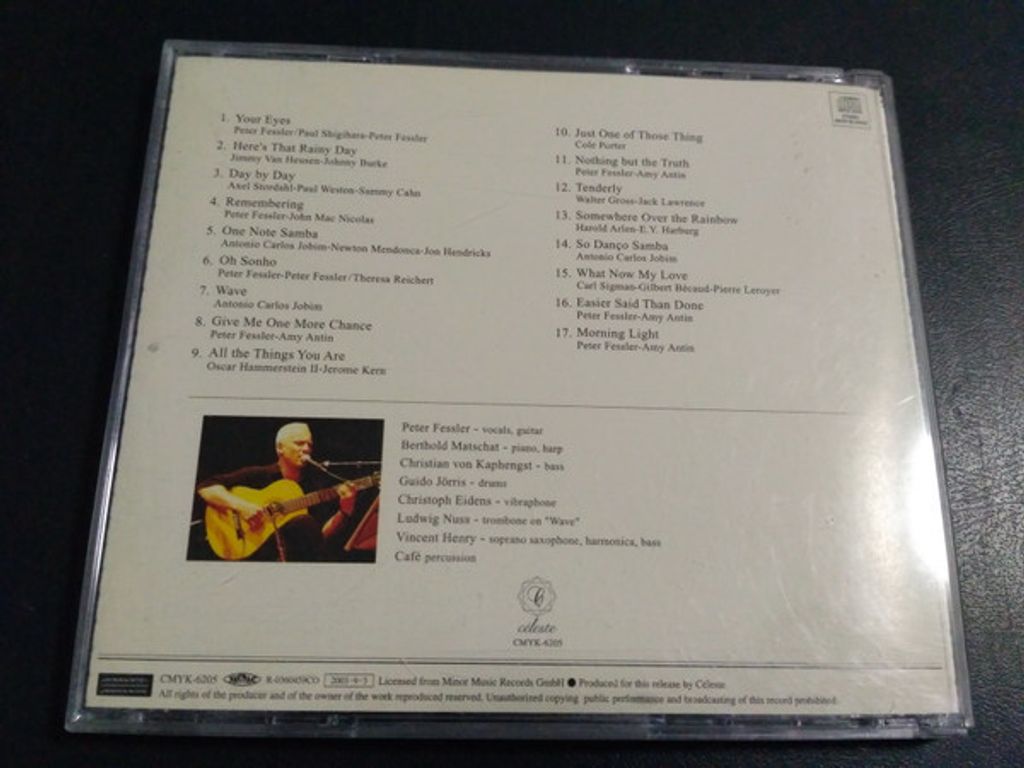 1. Your Eyes
Peter Fessler/Paul Shigihara-Peter Fessler
2. Here's That Rainy Day
Jimmy Van Heusen-Johnny Burke
3. Day by Day
Axel Stordahl-Paul Weston-Sammy Cahn
4. Remembering
Peter Fessler-John Mac Nicolas
5. One Note Samba
Antonio Carlos Jobim-Newton Mendonca-Jon Hendricks
6. Oh Sonho
Peter Fessler-Peter Fessler/Theresa Reichert
7. Wave
Antonio Carlos Jobim
8. Give Me One More Chance
Peter Fessler-Amy Antin
9. All the Things You Are
Oscar Hammerstein II-Jerome Kern
10. Just One of Those Thing
Cole Porter
11. Nothing but the Truth
Peter Fessler-Amy Antin
12. Tenderly
Walter Gross-Jack Lawrence
13. Somewhere Over the Rainbow
Harold Arlen-E.Y. Harburg
14. So Danço Samba
Antonio Carlos Jobim
15. What Now My Love
Carl Sigman-Gilbert Bécaud-Pierre Leroyer
16. Easier Said Than Done
Peter Fessler-Amy Antin
17. Morning Light
Peter Fessler-Amy Antin
Peter Fessler - vocals, guitar
Berthold Matschat - piano, harp
Christian von Kaphengst - bass
Guido Jörris - drums
Christoph Eidens - vibraphone
Ludwig Nuss - trombone on "Wave"
Vincent Henry - soprano saxophone, harmonica, bass
Café percussion
céleste
CMYK-6205
CMYK-6205 R-0360459CO 2003-9-5 Licensed from Minor Music Records GmbH ● Produced for this release by Céleste
All rights of the producer and of the owner of the work reproduced reserved. Unauthorized copying public performance and broadcasting of this record prohibited.